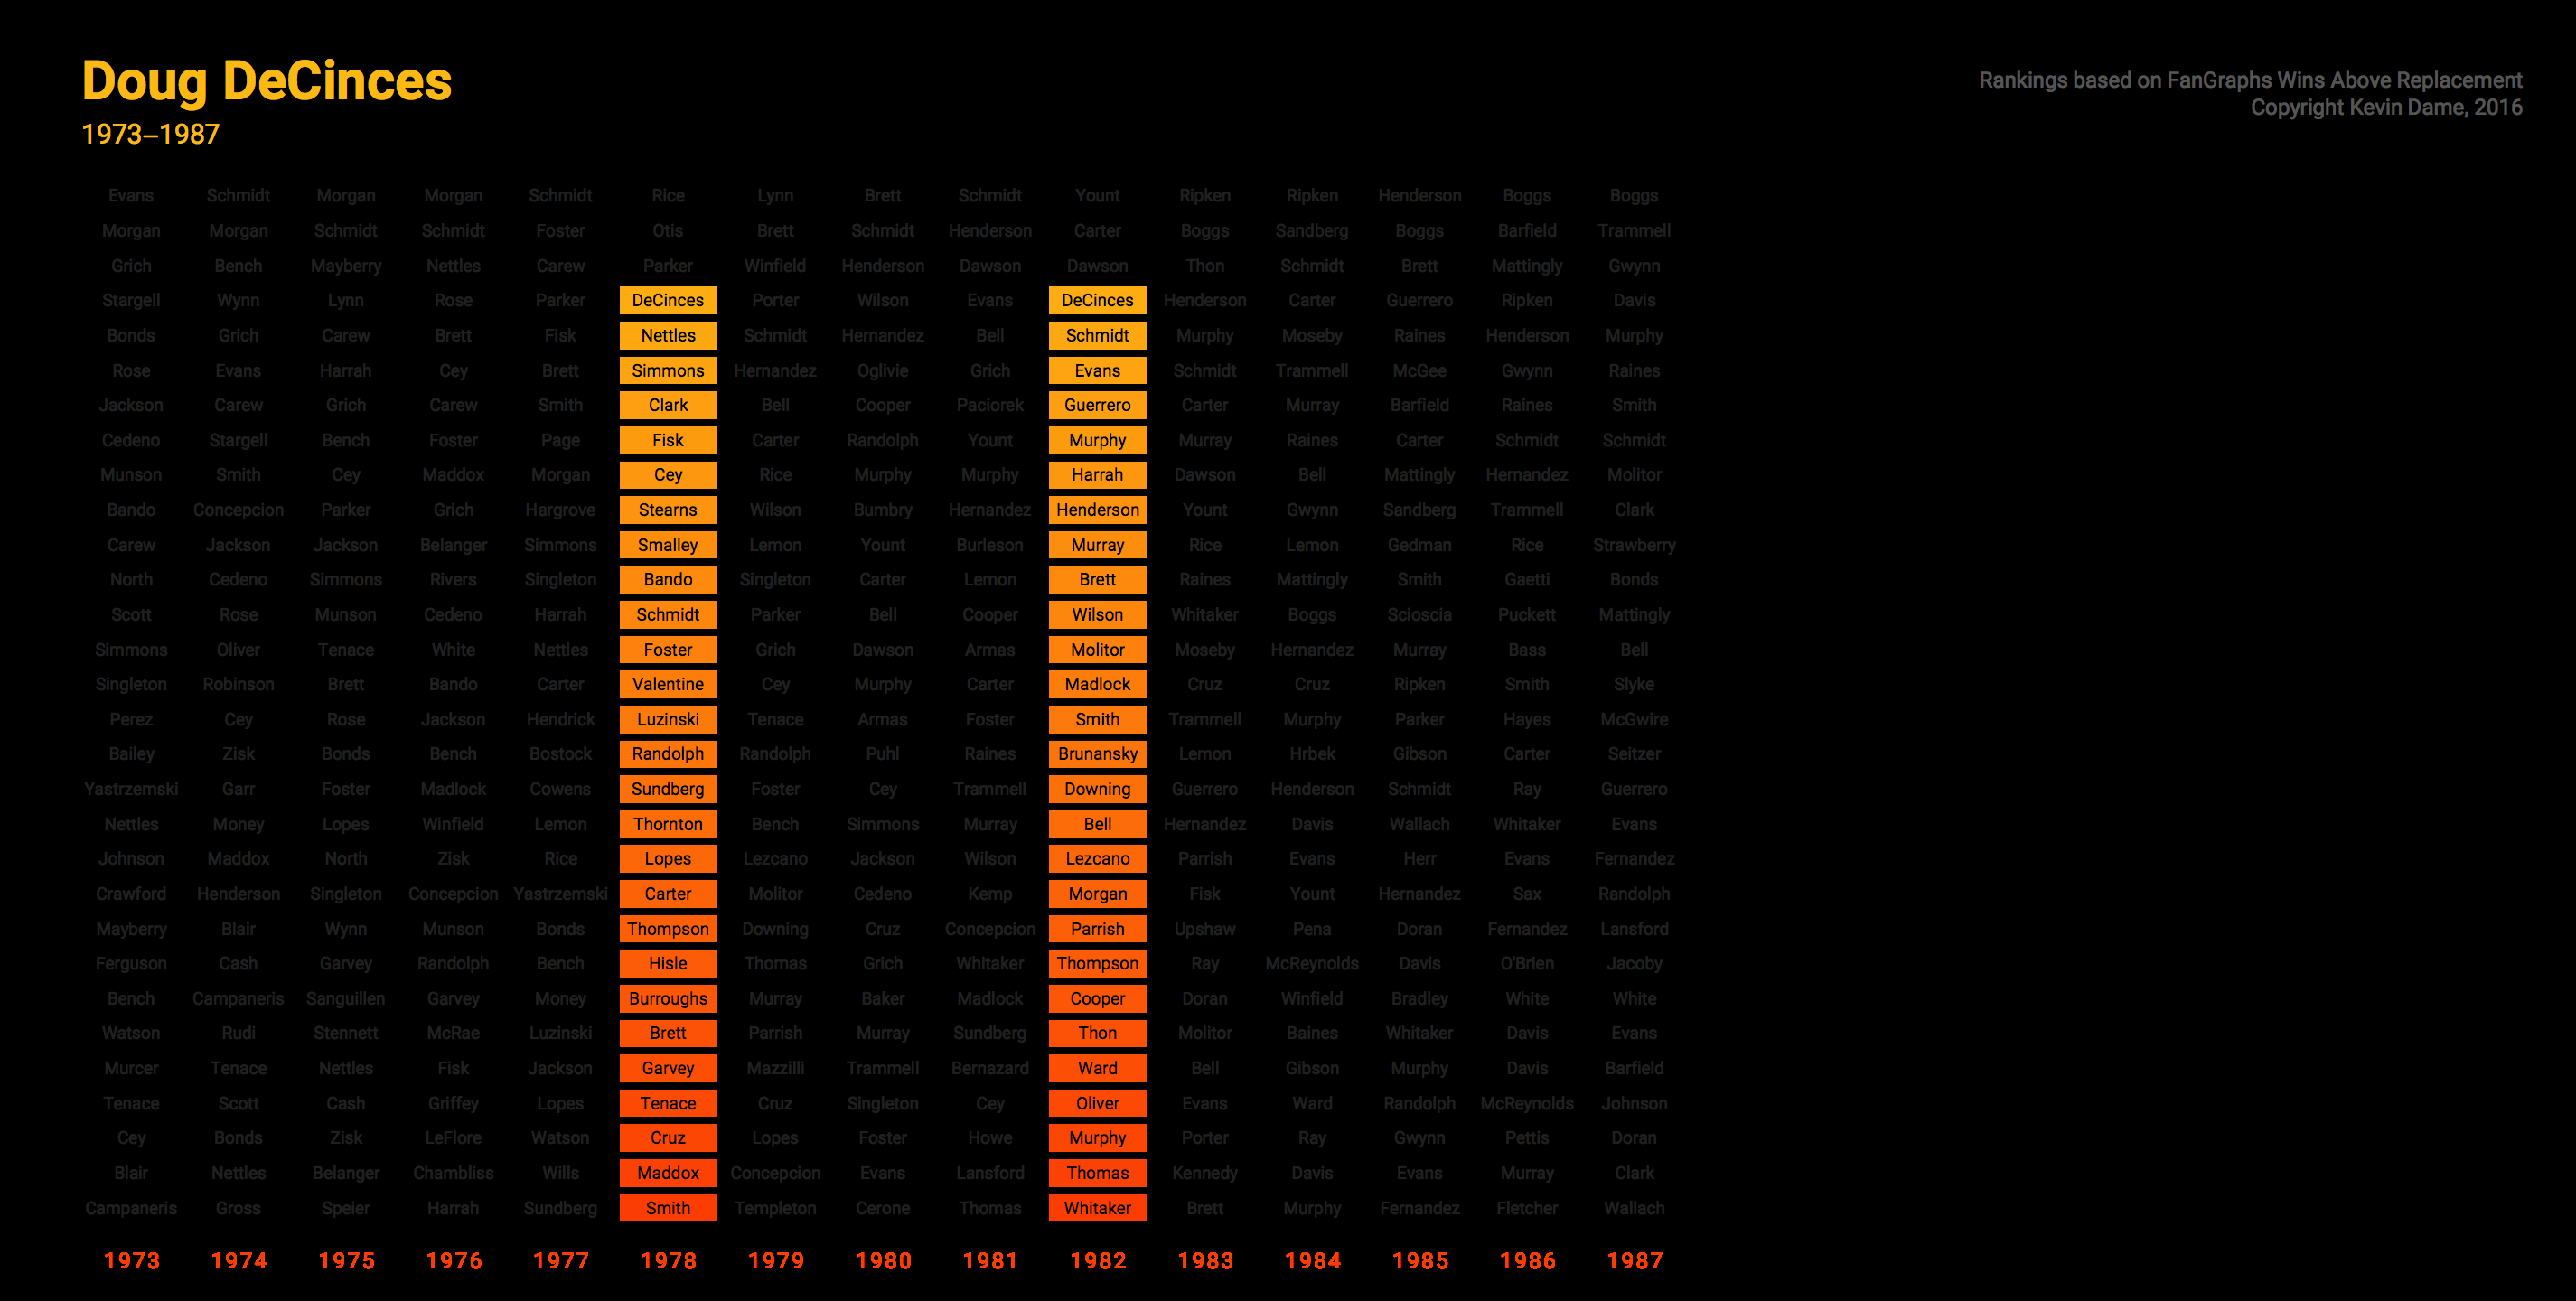 Doug DeCinces
1973–1987
Rankings based on FanGraphs Wins Above Replacement
Copyright Kevin Dame, 2016
Evans Schmidt Morgan Morgan Schmidt Rice Lynn Brett Schmidt Yount Ripken Ripken Henderson Boggs Boggs
Morgan Morgan Schmidt Schmidt Foster Otis Brett Schmidt Henderson Carter Boggs Sandberg Boggs Barfield Trammell
Grich Bench Mayberry Nettles Carew Parker Winfield Henderson Dawson Dawson Thon Schmidt Brett Mattingly Gwynn
Stargell Wynn Lynn Rose Parker DeCinces Porter Wilson Evans DeCinces Henderson Carter Guerrero Ripken Davis
Bonds Grich Carew Brett Fisk Nettles Schmidt Hernandez Bell Schmidt Murphy Moseby Raines Henderson Murphy
Rose Evans Harrah Cey Brett Simmons Hernandez Oglivie Grich Evans Schmidt Trammell McGee Gwynn Raines
Jackson Carew Grich Carew Smith Clark Bell Cooper Paciorek Guerrero Carter Murray Barfield Raines Smith
Cedeno Stargell Bench Foster Page Fisk Carter Randolph Yount Murphy Murray Raines Carter Schmidt Schmidt
Munson Smith Cey Maddox Morgan Cey Rice Murphy Murphy Harrah Dawson Bell Mattingly Hernandez Molitor
Bando Concepcion Parker Grich Hargrove Stearns Wilson Bumbry Hernandez Henderson Yount Gwynn Sandberg Trammell Clark
Carew Jackson Jackson Belanger Simmons Smalley Lemon Yount Burleson Murray Rice Lemon Gedman Rice Strawberry
North Cedeno Simmons Rivers Singleton Bando Singleton Carter Lemon Brett Raines Mattingly Smith Gaetti Bonds
Scott Rose Munson Cedeno Harrah Schmidt Parker Bell Cooper Wilson Whitaker Boggs Scioscia Puckett Mattingly
Simmons Oliver Tenace White Nettles Foster Grich Dawson Armas Molitor Moseby Hernandez Murray Bass Bell
Singleton Robinson Brett Bando Carter Valentine Cey Murphy Carter Madlock Cruz Cruz Ripken Smith Slyke
Perez Cey Rose Jackson Hendrick Luzinski Tenace Armas Foster Smith Trammell Murphy Parker Hayes McGwire
Bailey Zisk Bonds Bench Bostock Randolph Randolph Puhl Raines Brunansky Lemon Hrbek Gibson Carter Seitzer
Yastrzemski Garr Foster Madlock Cowens Sundberg Foster Cey Trammell Downing Guerrero Henderson Schmidt Ray Guerrero
Nettles Money Lopes Winfield Lemon Thornton Bench Simmons Murray Bell Hernandez Davis Wallach Whitaker Evans
Johnson Maddox North Zisk Rice Lopes Lezcano Jackson Wilson Lezcano Parrish Evans Herr Evans Fernandez
Crawford Henderson Singleton Concepcion Yastrzemski Carter Molitor Cedeno Kemp Morgan Fisk Yount Hernandez Sax Randolph
Mayberry Blair Wynn Munson Bonds Thompson Downing Cruz Concepcion Parrish Upshaw Pena Doran Fernandez Lansford
Ferguson Cash Garvey Randolph Bench Hisle Thomas Grich Whitaker Thompson Ray McReynolds Davis O'Brien Jacoby
Bench Campaneris Sanguillen Garvey Money Burroughs Murray Baker Madlock Cooper Doran Winfield Bradley White White
Watson Rudi Stennett McRae Luzinski Brett Parrish Murray Sundberg Thon Molitor Baines Whitaker Davis Evans
Murcer Tenace Nettles Fisk Jackson Garvey Mazzilli Trammell Bernazard Ward Bell Gibson Murphy Davis Barfield
Tenace Scott Cash Griffey Lopes Tenace Cruz Singleton Cey Oliver Evans Ward Randolph McReynolds Johnson
Cey Bonds Zisk LeFlore Watson Cruz Lopes Foster Howe Murphy Porter Ray Gwynn Pettis Doran
Blair Nettles Belanger Chambliss Wills Maddox Concepcion Evans Lansford Thomas Kennedy Davis Evans Murray Clark
Campaneris Gross Speier Harrah Sundberg Smith Templeton Cerone Thomas Whitaker Brett Murphy Fernandez Fletcher Wallach
1973 1974 1975 1976 1977 1978 1979 1980 1981 1982 1983 1984 1985 1986 1987